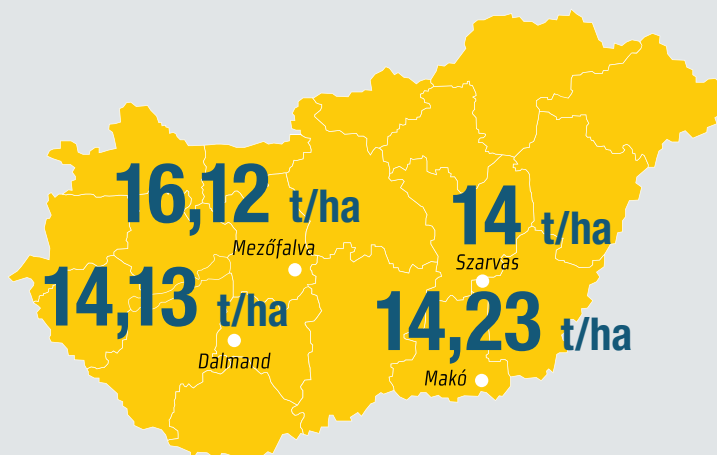 16,12 t/ha
Mezőfalva
14 t/ha
Szarvas
14,13 t/ha
Dalmand
14,23 t/ha
Makó